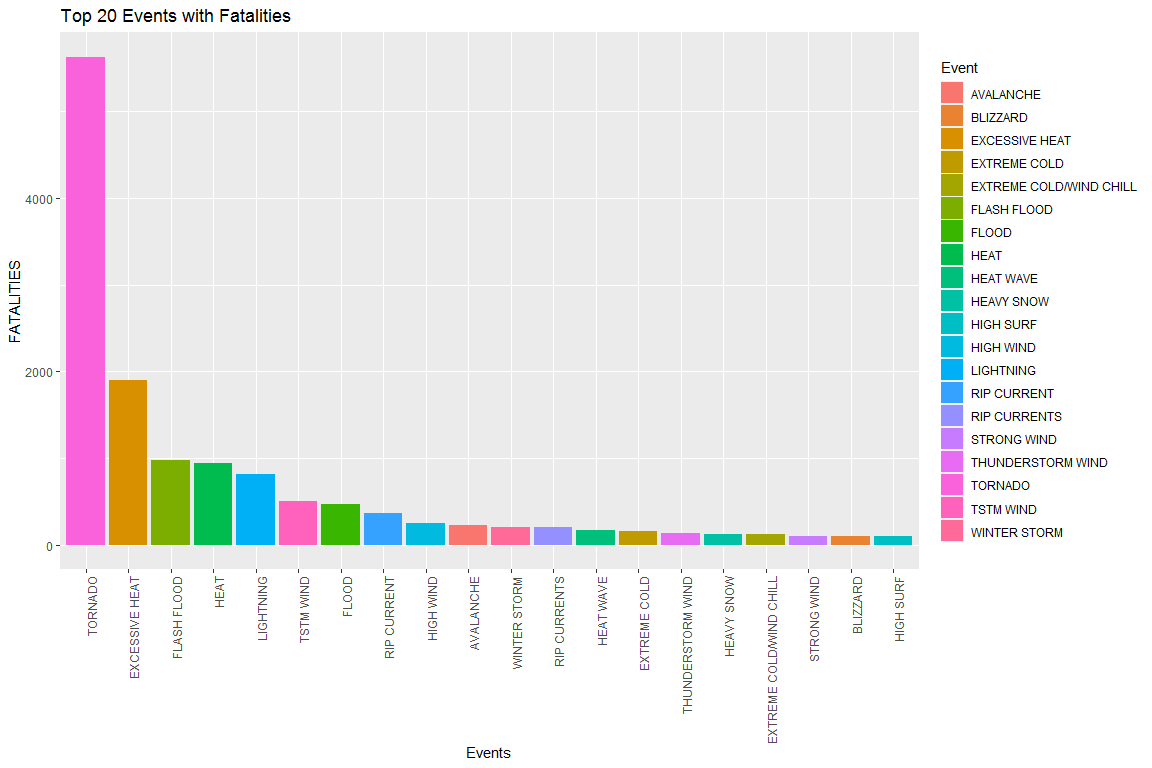 Top 20 Events with Fatalities
FATALITIES
4000
2000
0
TORNADO
EXCESSIVE HEAT
FLASH FLOOD
HEAT
LIGHTNING
TSTM WIND
FLOOD
RIP CURRENT
HIGH WIND
AVALANCHE
WINTER STORM
RIP CURRENTS
HEAT WAVE
EXTREME COLD
THUNDERSTORM WIND
HEAVY SNOW
EXTREME COLD/WIND CHILL
STRONG WIND
BLIZZARD
HIGH SURF
Events
Event
AVALANCHE
BLIZZARD
EXCESSIVE HEAT
EXTREME COLD
EXTREME COLD/WIND CHILL
FLASH FLOOD
FLOOD
HEAT
HEAT WAVE
HEAVY SNOW
HIGH SURF
HIGH WIND
LIGHTNING
RIP CURRENT
RIP CURRENTS
STRONG WIND
THUNDERSTORM WIND
TORNADO
TSTM WIND
WINTER STORM